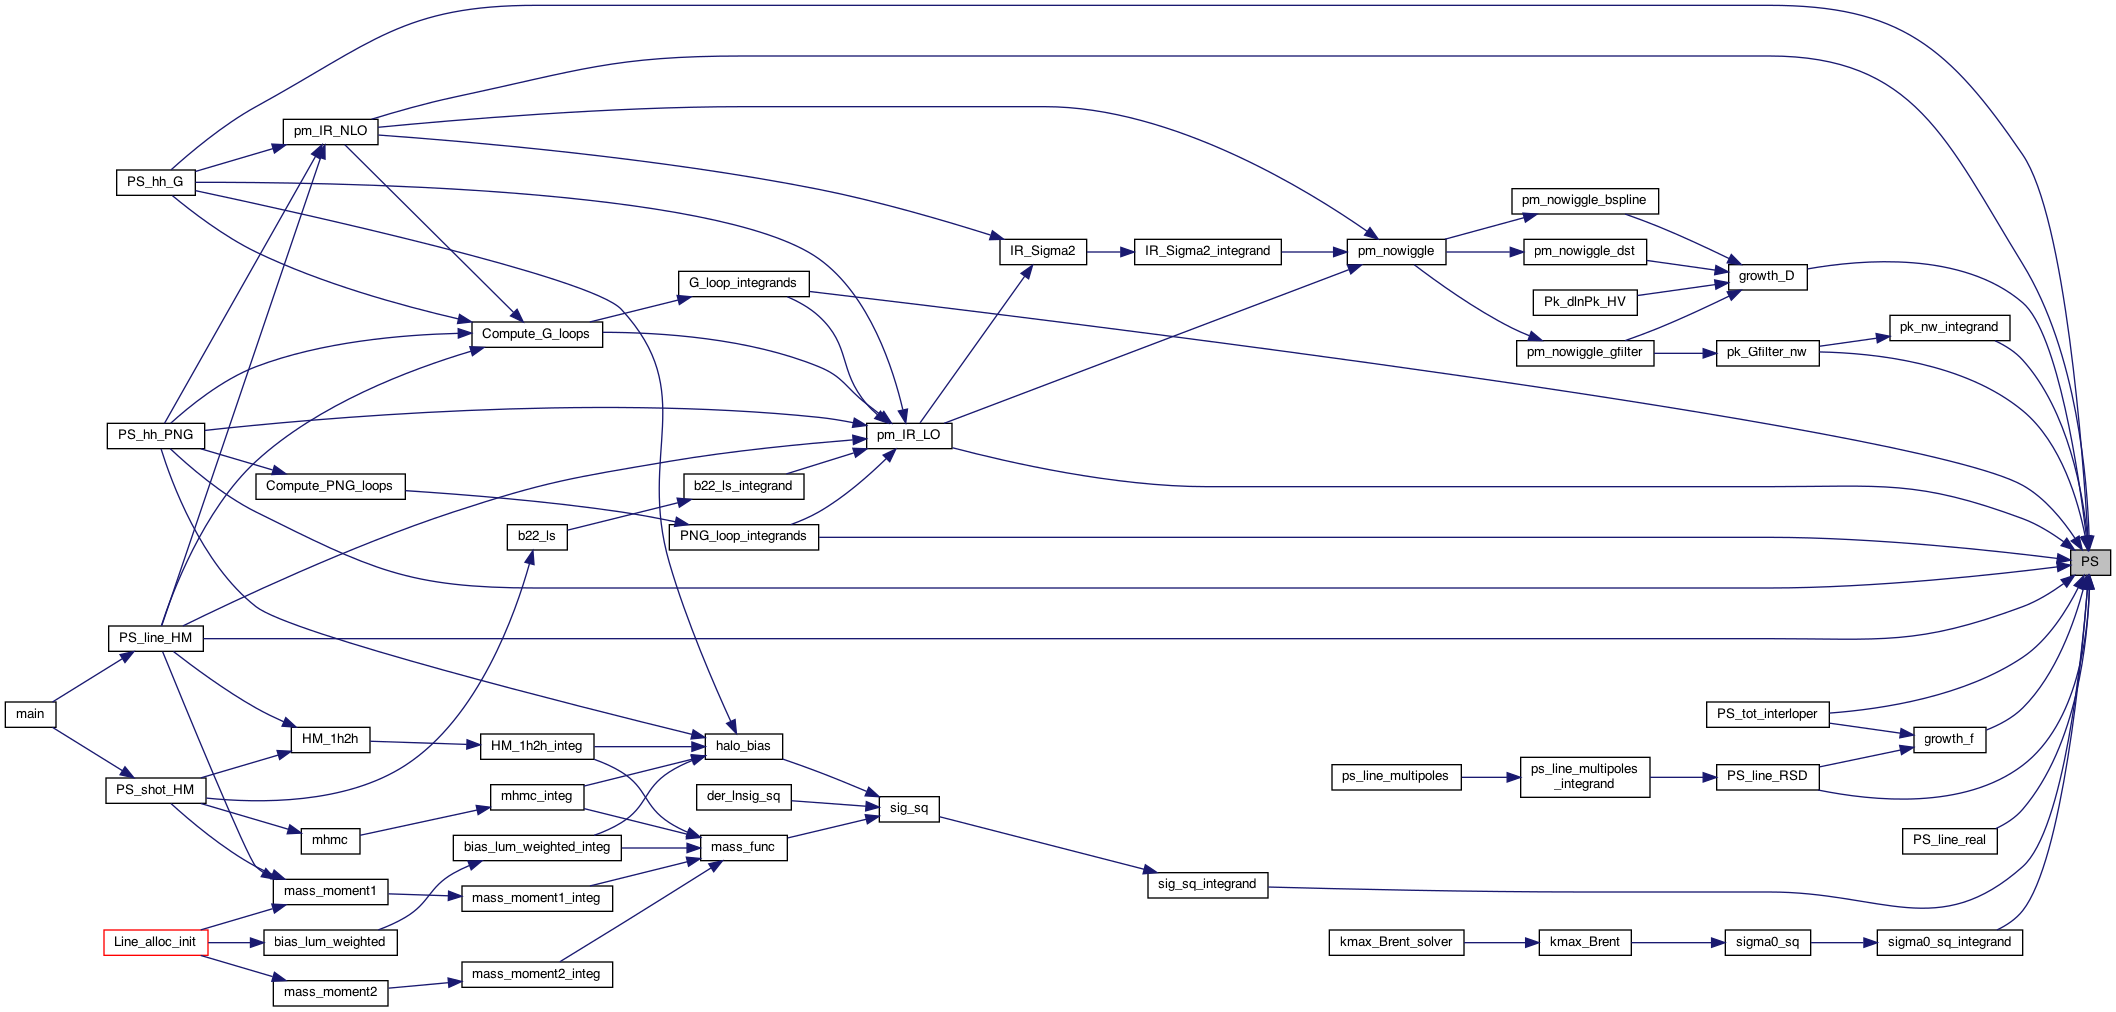 pm_IR_NLO
PS_hh_G
pm_nowiggle_bspline
IR_Sigma2
IR_Sigma2_integrand
pm_nowiggle
pm_nowiggle_dst
growth_D
G_loop_integrands
Pk_dlnPk_HV
Compute_G_loops
pk_nw_integrand
pm_nowiggle_gfilter
pk_Gfilter_nw
PS_hh_PNG
pm_IR_LO
Compute_PNG_loops
b22_ls_integrand
b22_ls
PNG_loop_integrands
PS
PS_line_HM
main
PS_tot_interloper
HM_1h2h
HM_1h2h_integ
halo_bias
growth_f
ps_line_multipoles
ps_line_multipoles
_integrand
PS_line_RSD
PS_shot_HM
mhmc_integ
der_lnsig_sq
sig_sq
mhmc
bias_lum_weighted_integ
mass_func
PS_line_real
mass_moment1
mass_moment1_integ
sig_sq_integrand
Line_alloc_init
bias_lum_weighted
kmax_Brent_solver
kmax_Brent
sigma0_sq
sigma0_sq_integrand
mass_moment2_integ
mass_moment2